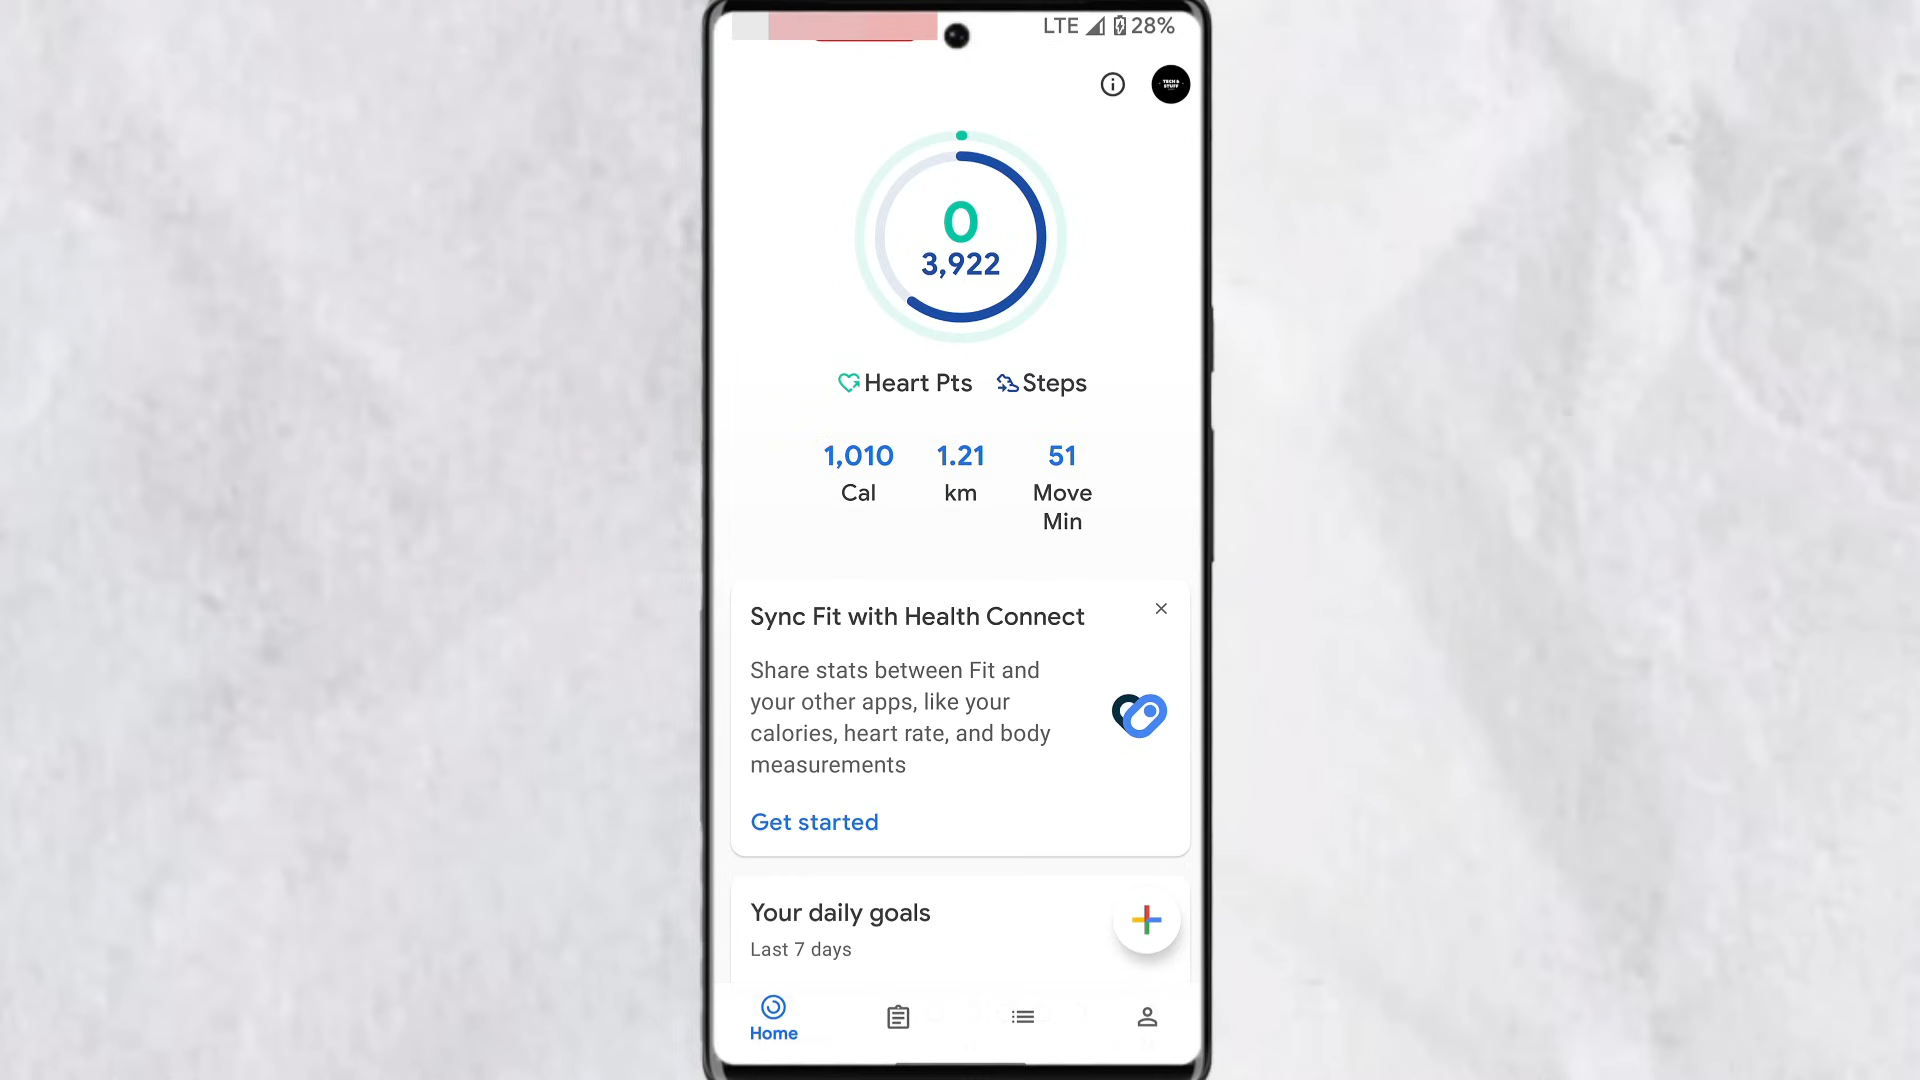 LTE 28%
TECH &
STUFF
0
3,922
Heart Pts Steps
1,010 1.21 51
Cal km Move
Min
Sync Fit with Health Connect
Share stats between Fit and
your other apps, like your
calories, heart rate, and body
measurements
Get started
Your daily goals
Last 7 days
Home